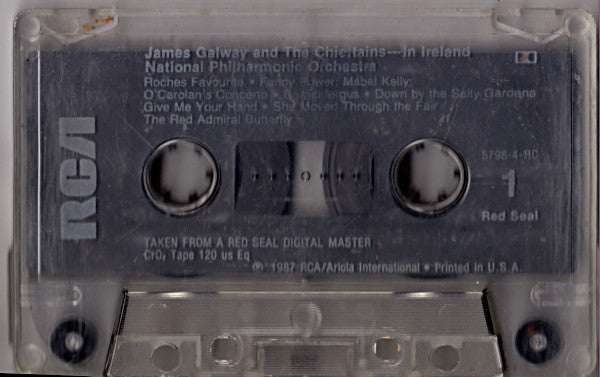 James Galway and The Chieftains—In Ireland
National Philharmonic Orchestra
Roches Favourite • Fanny Power; Mabel Kelly;
O'Carolan's Concerto • Carrickfergus • Down by the Sally Gardens
Give Me Your Hand • She Moved Through the Fair
The Red Admiral Butterfly
5798-4-RC
1
RCA
Red Seal
TAKEN FROM A RED SEAL DIGITAL MASTER
CrO₂ Tape 120 us Eq
℗ 1987 RCA/Ariola International • Printed in U.S.A.